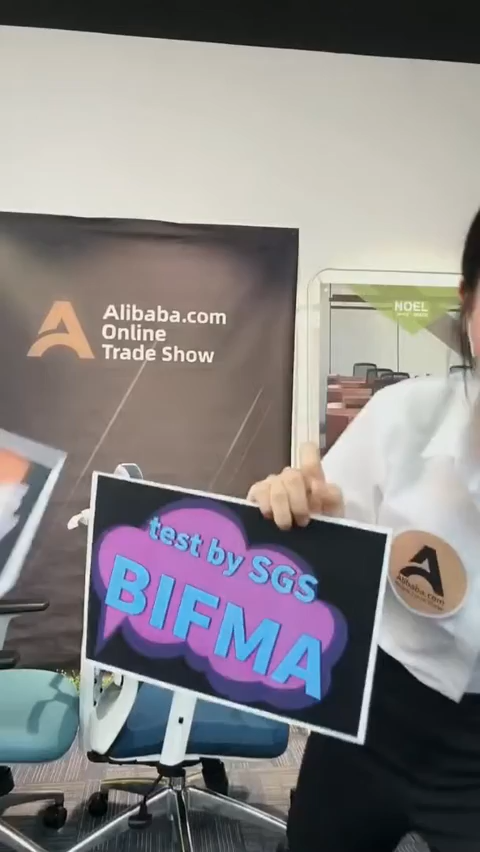 Alibaba.com
Online
Trade Show
NOEL
test by SGS
BIFMA
Alibaba.com